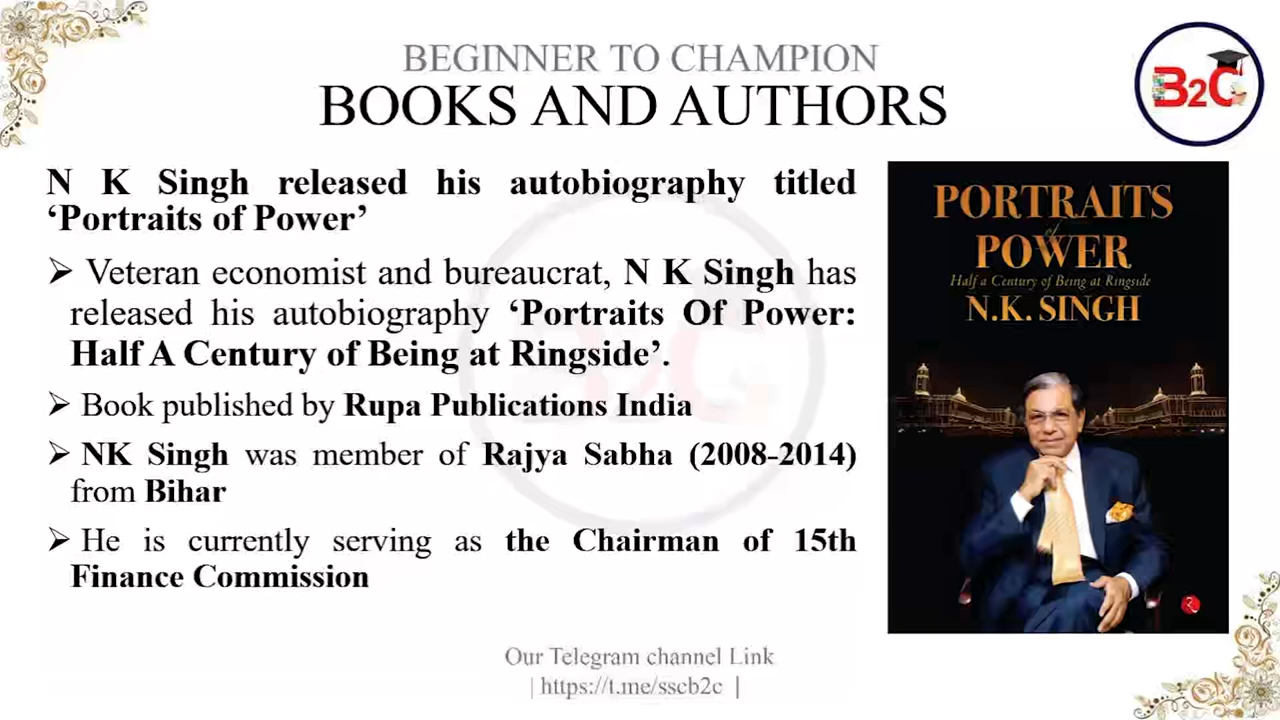 BEGINNER TO CHAMPION
BOOKS AND AUTHORS
B2C
N K Singh released his autobiography titled
‘Portraits of Power’
➢ Veteran economist and bureaucrat, N K Singh has
released his autobiography ‘Portraits Of Power:
Half A Century of Being at Ringside’.
➢ Book published by Rupa Publications India
➢ NK Singh was member of Rajya Sabha (2008-2014)
from Bihar
➢ He is currently serving as the Chairman of 15th
Finance Commission
PORTRAITS
of
POWER
Half a Century of Being at Ringside
N.K. SINGH
Our Telegram channel Link
| https://t.me/sscb2c |